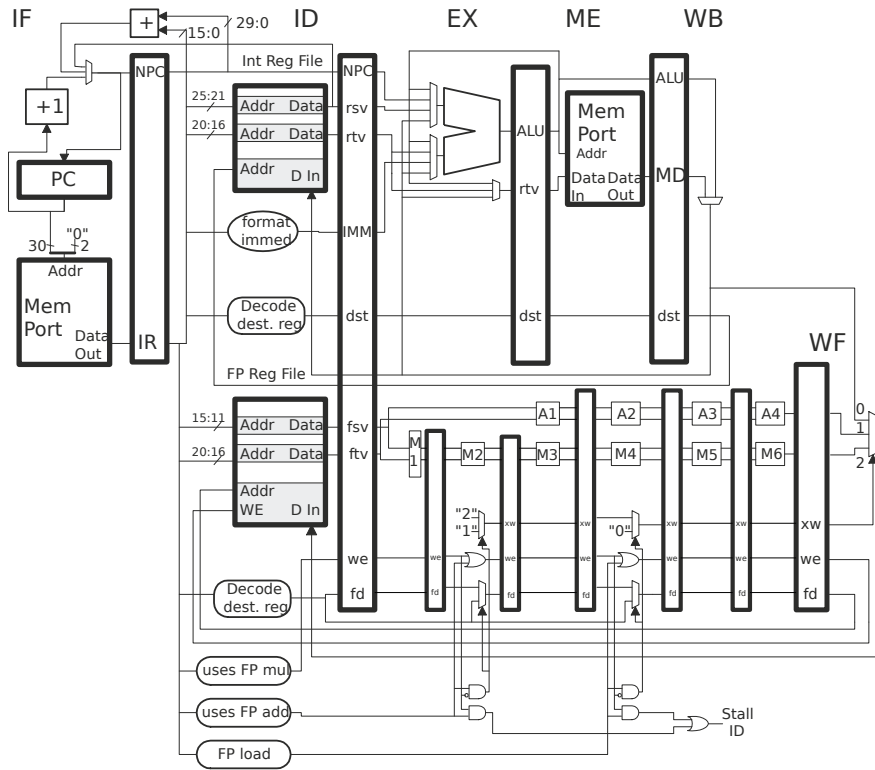 IF ID EX ME WB
+ 15:0 29:0
Int Reg File
NPC NPC ALU
+1
25:21 Addr Data rsv
20:16 Addr Data rtv
Addr D In
ALU
Mem Port
Addr
Data In Data Out
rtv MD
PC
format immed IMM
30 "0" 2
Addr
Mem Port
Data Out
IR
Decode dest. reg dst dst dst
FP Reg File
WF
15:11 Addr Data fsv
20:16 Addr Data ftv
Addr
WE D In
A1 A2 A3 A4
M1 M2 M3 M4 M5 M6
0
1
2
"2"
"1"
"0"
xw xw xw xw xw
we we we we we we we
fd fd fd fd fd fd fd
Decode dest. reg
uses FP mul
uses FP add
FP load
Stall ID